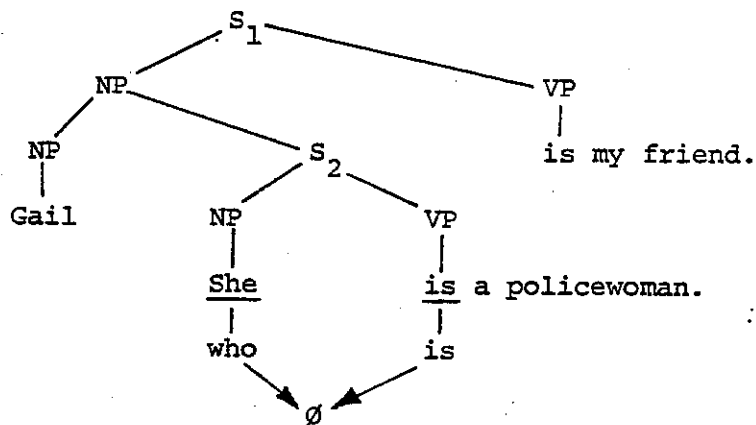 S1
NP VP
NP S2 is my friend.
Gail NP VP
She is a policewoman.
who is
Ø